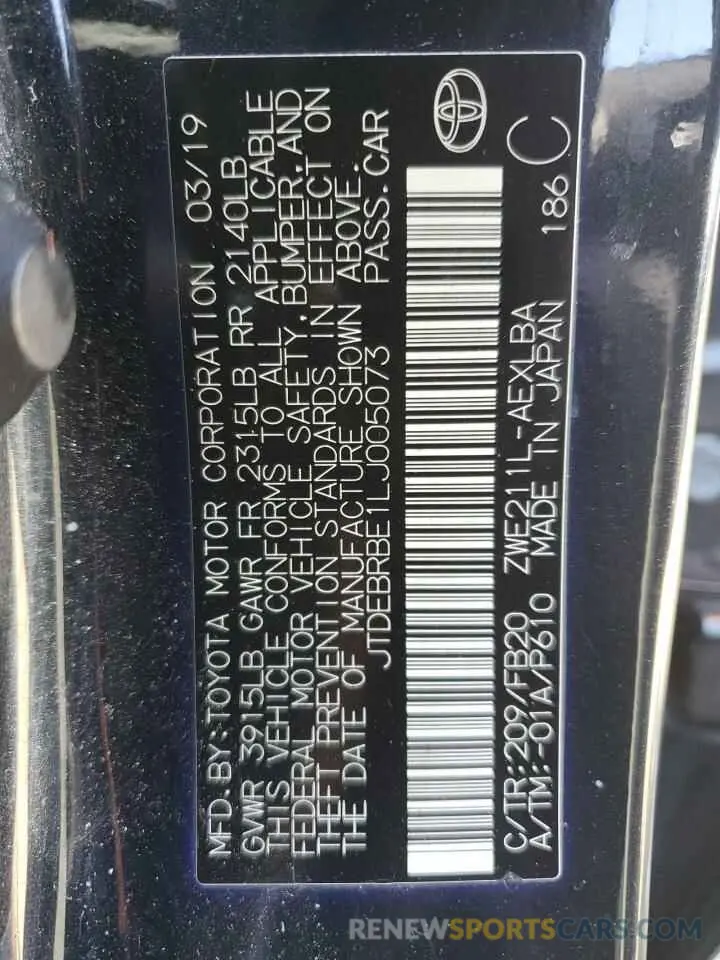 MFD.BY:TOYOTA MOTOR CORPORATION 03/19
GVWR 3915LB GAWR FR 2315LB RR 2140LB
THIS VEHICLE CONFORMS TO ALL APPLICABLE
FEDERAL MOTOR VEHICLE SAFETY,BUMPER,AND
THEFT PREVENTION STANDARDS IN EFFECT ON
THE DATE OF MANUFACTURE SHOWN ABOVE.
JTDEBRBE1LJ005073 PASS.CAR
C/TR:209/FB20 ZWE211L-AEXLBA
A/TM:-01A/P610 MADE IN JAPAN
186 C
RENEWSPORTSCARS.COM